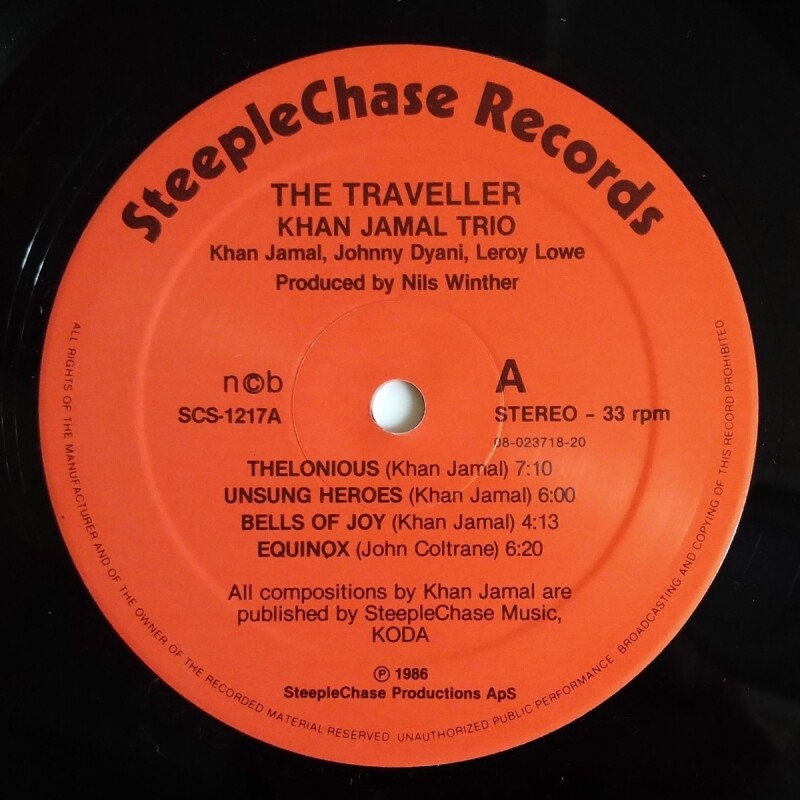 SteepleChase Records
THE TRAVELLER
KHAN JAMAL TRIO
Khan Jamal, Johnny Dyani, Leroy Lowe
Produced by Nils Winther
n©b
SCS-1217A
A
STEREO - 33 rpm
08-023718-20
THELONIOUS (Khan Jamal) 7:10
UNSUNG HEROES (Khan Jamal) 6:00
BELLS OF JOY (Khan Jamal) 4:13
EQUINOX (John Coltrane) 6:20
All compositions by Khan Jamal are
published by SteepleChase Music,
KODA
℗ 1986
SteepleChase Productions ApS
ALL RIGHTS OF THE MANUFACTURER AND OF THE OWNER OF THE RECORDED MATERIAL RESERVED UNAUTHORIZED PUBLIC PERFORMANCE BROADCASTING AND COPYING OF THIS RECORD PROHIBITED